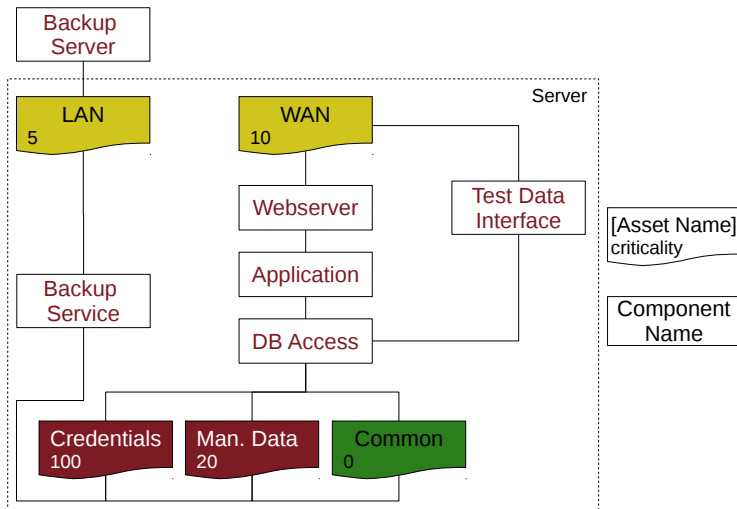 Backup
Server
Server
LAN
5
WAN
10
Webserver
Test Data
Interface
[Asset Name]
criticality
Application
Backup
Service
Component
Name
DB Access
Credentials
100
Man. Data
20
Common
0